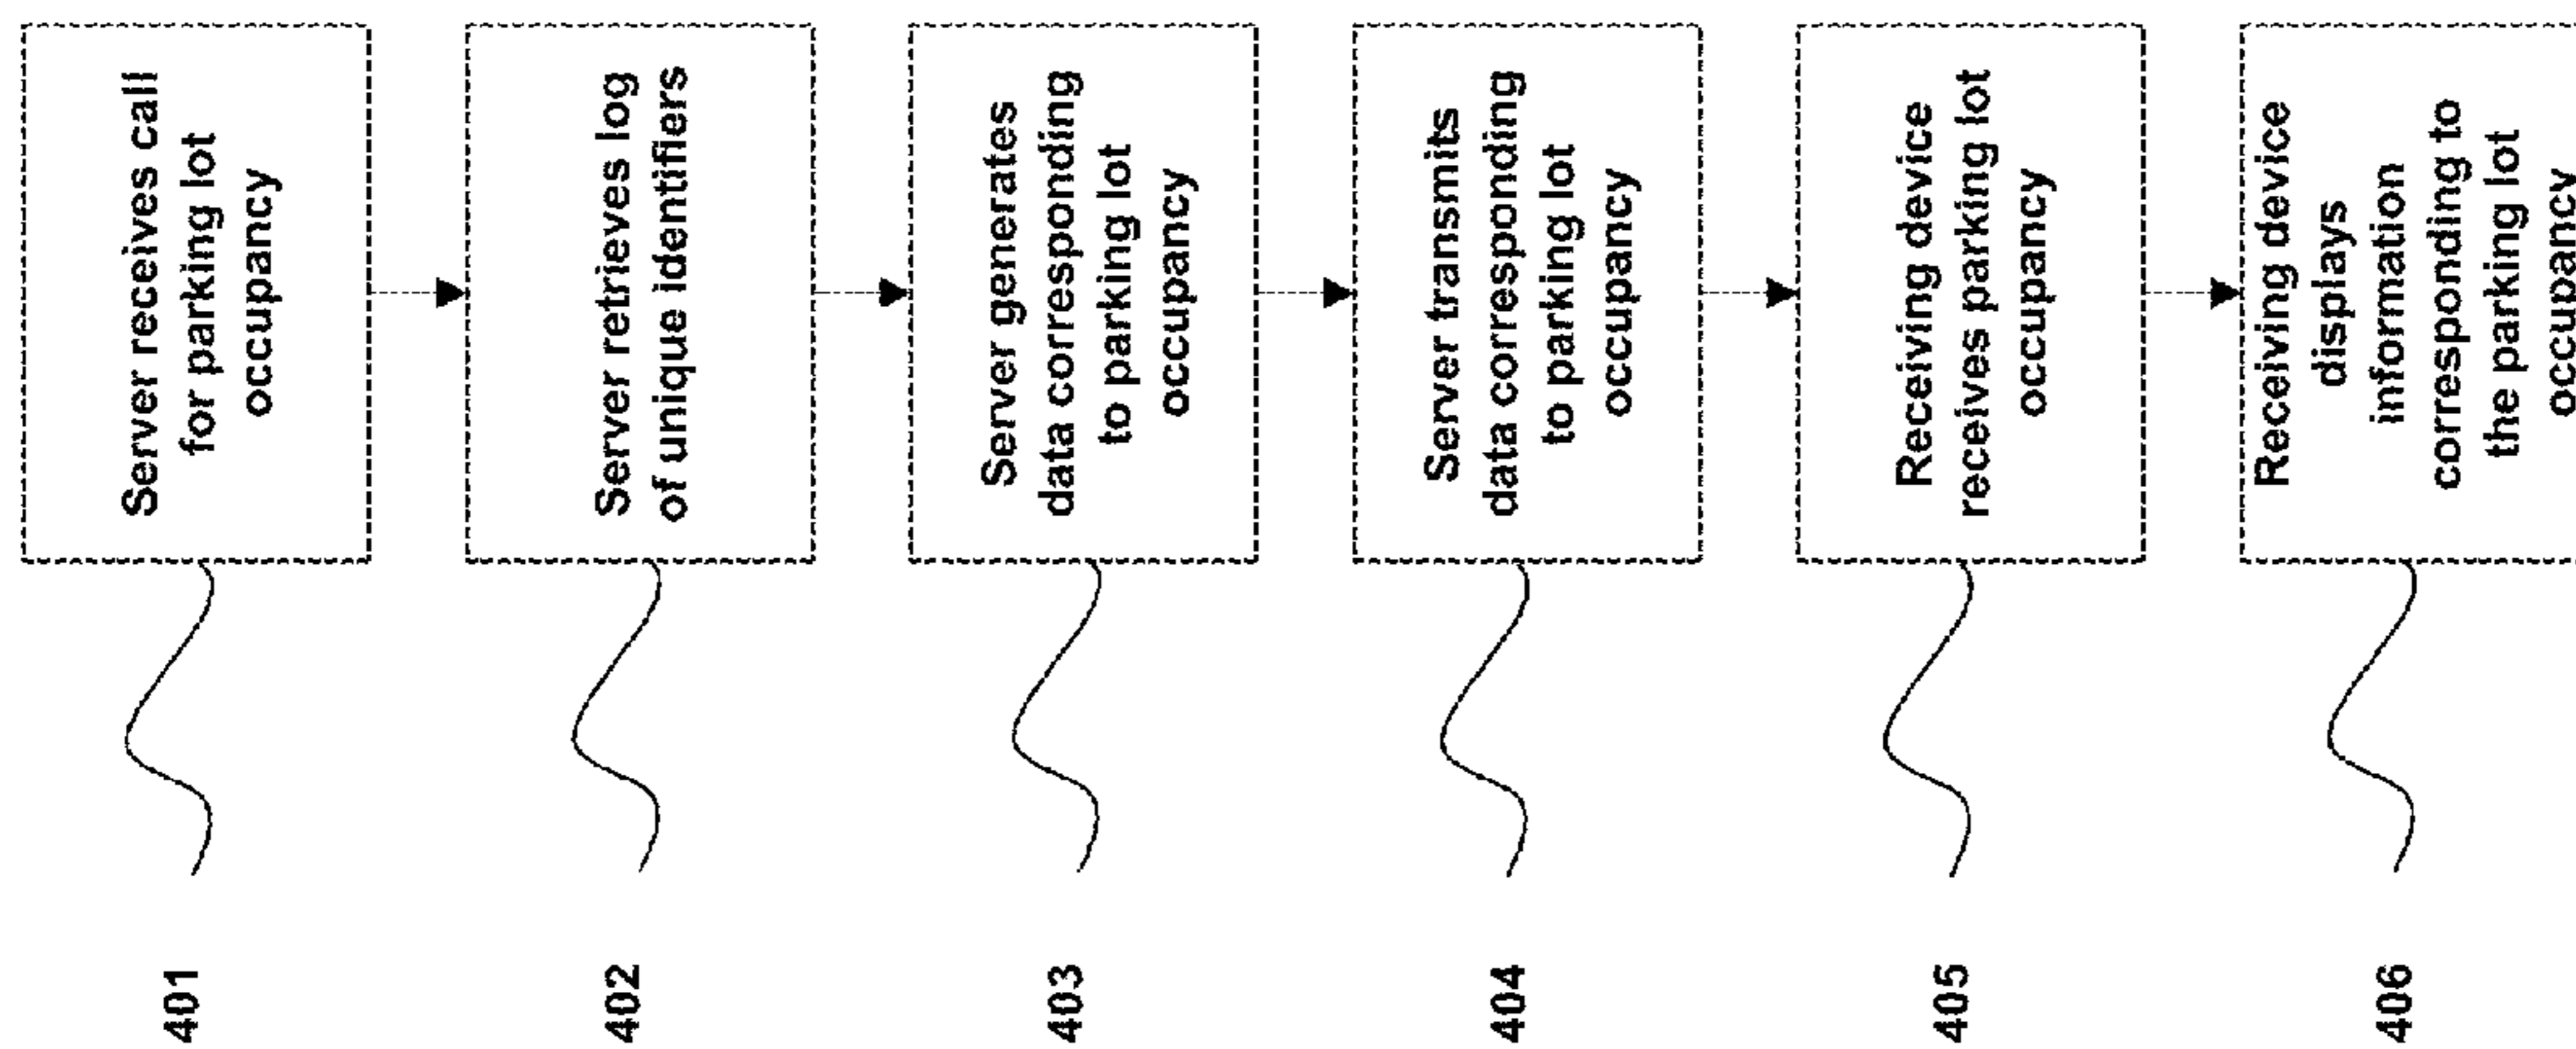 401
Server receives call
for parking lot
occupancy
402
Server retrieves log
of unique identifiers
403
Server generates
data corresponding
to parking lot
occupancy
404
Server transmits
data corresponding
to parking lot
occupancy
405
Receiving device
receives parking lot
occupancy
406
Receiving device
displays
information
corresponding to
the parking lot
occupancy